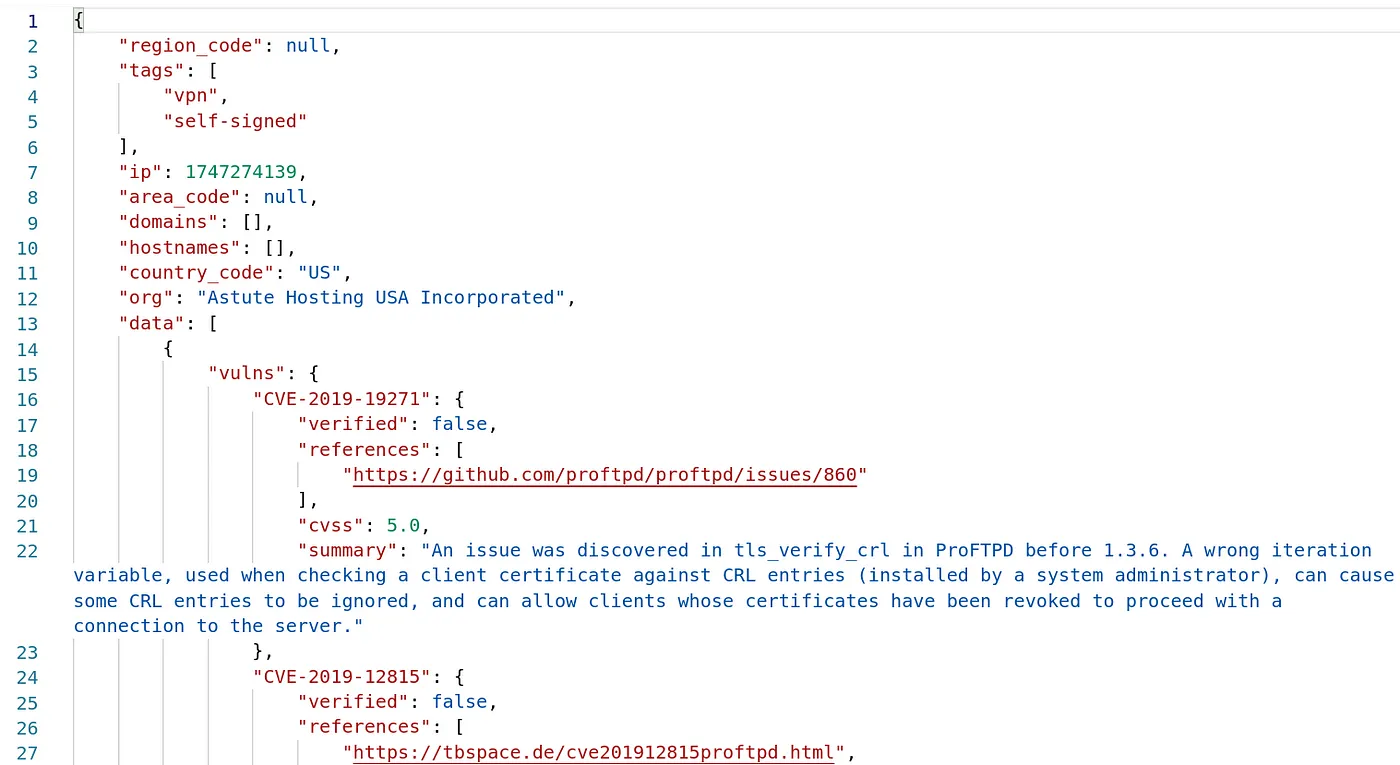 1 {
2 "region_code": null,
3 "tags": [
4 "vpn",
5 "self-signed"
6 ],
7 "ip": 1747274139,
8 "area_code": null,
9 "domains": [],
10 "hostnames": [],
11 "country_code": "US",
12 "org": "Astute Hosting USA Incorporated",
13 "data": [
14 {
15 "vulns": {
16 "CVE-2019-19271": {
17 "verified": false,
18 "references": [
19 "https://github.com/proftpd/proftpd/issues/860"
20 ],
21 "cvss": 5.0,
22 "summary": "An issue was discovered in tls_verify_crl in ProFTPD before 1.3.6. A wrong iteration
variable, used when checking a client certificate against CRL entries (installed by a system administrator), can cause
some CRL entries to be ignored, and can allow clients whose certificates have been revoked to proceed with a
connection to the server."
23 },
24 "CVE-2019-12815": {
25 "verified": false,
26 "references": [
27 "https://tbspace.de/cve201912815proftpd.html",